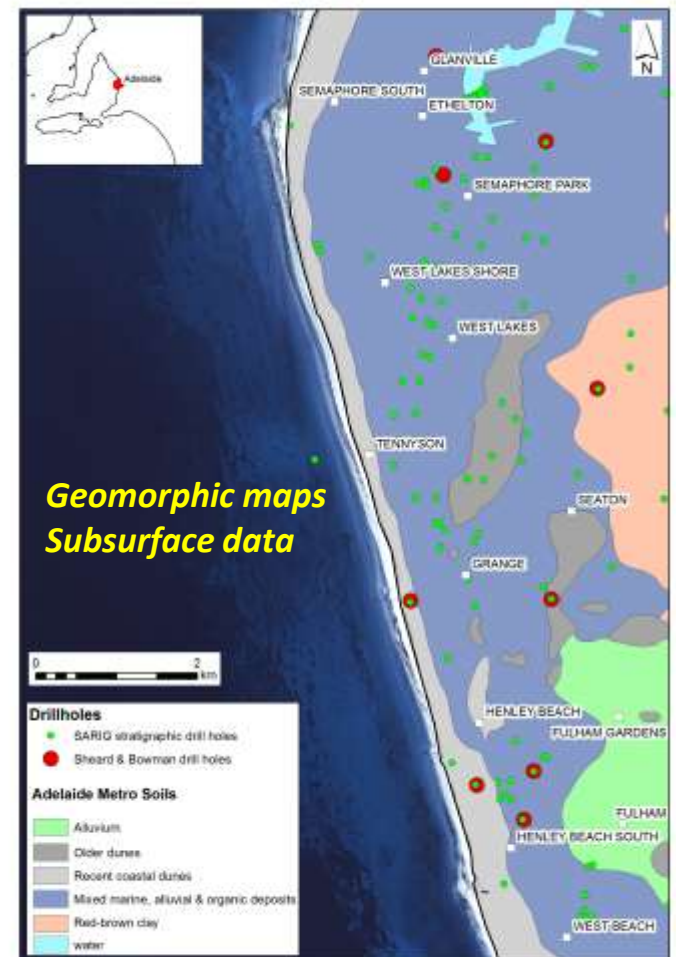 Adelaide
N
GLANVILLE
SEMAPHORE SOUTH
ETHELTON
SEMAPHORE PARK
WEST LAKES SHORE
WEST LAKES
TENNYSON
Geomorphic maps
Subsurface data
SEATON
GRANGE
0 2
km
HENLEY BEACH
FULHAM GARDENS
FULHAM
HENLEY BEACH SOUTH
WEST BEACH
Drillholes
SARIG stratigraphic drill holes
Sheard & Bowman drill holes
Adelaide Metro Soils
Alluvium
Older dunes
Recent coastal dunes
Mixed marine, alluvial & organic deposits
Red-brown clay
water